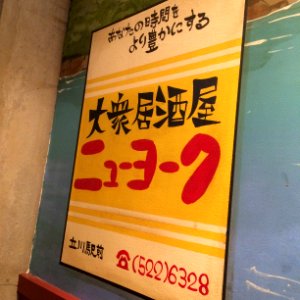 あなたの時間を
より豊かにする
大衆居酒屋
ニューヨーク
立川駅前
☎(522)6328